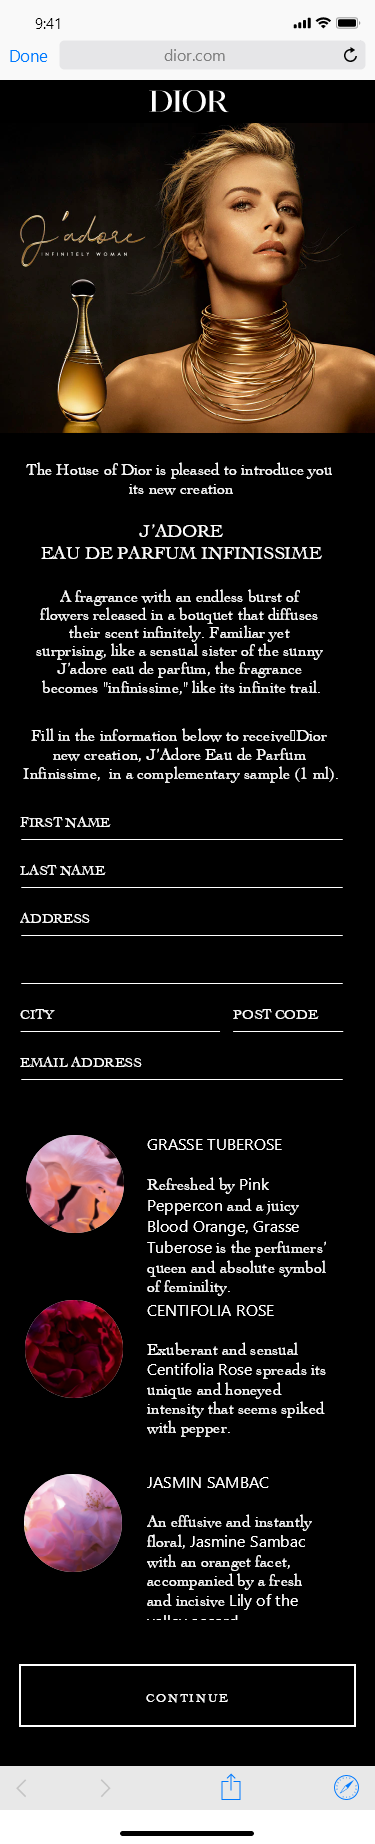 9:41
Done
dior.com
DIOR
J'adore
INFINITELY WOMAN
The House of Dior is pleased to introduce you
its new creation
J'ADORE
EAU DE PARFUM INFINISSIME
A fragrance with an endless burst of
flowers released in a bouquet that diffuses
their scent infinitely. Familiar yet
surprising, like a sensual sister of the sunny
J'adore eau de parfum, the fragrance
becomes "infinissime," like its infinite trail.
Fill in the information below to receive▯Dior
new creation, J'Adore Eau de Parfum
Infinissime, in a complementary sample (1 ml).
FIRST NAME
LAST NAME
ADDRESS
CITY POST CODE
EMAIL ADDRESS
GRASSE TUBEROSE
Refreshed by Pink
Peppercon and a juicy
Blood Orange, Grasse
Tuberose is the perfumers'
queen and absolute symbol
of feminility.
CENTIFOLIA ROSE
Exuberant and sensual
Centifolia Rose spreads its
unique and honeyed
intensity that seems spiked
with pepper.
JASMIN SAMBAC
An effusive and instantly
floral, Jasmine Sambac
with an oranget facet,
accompanied by a fresh
and incisive Lily of the
CONTINUE